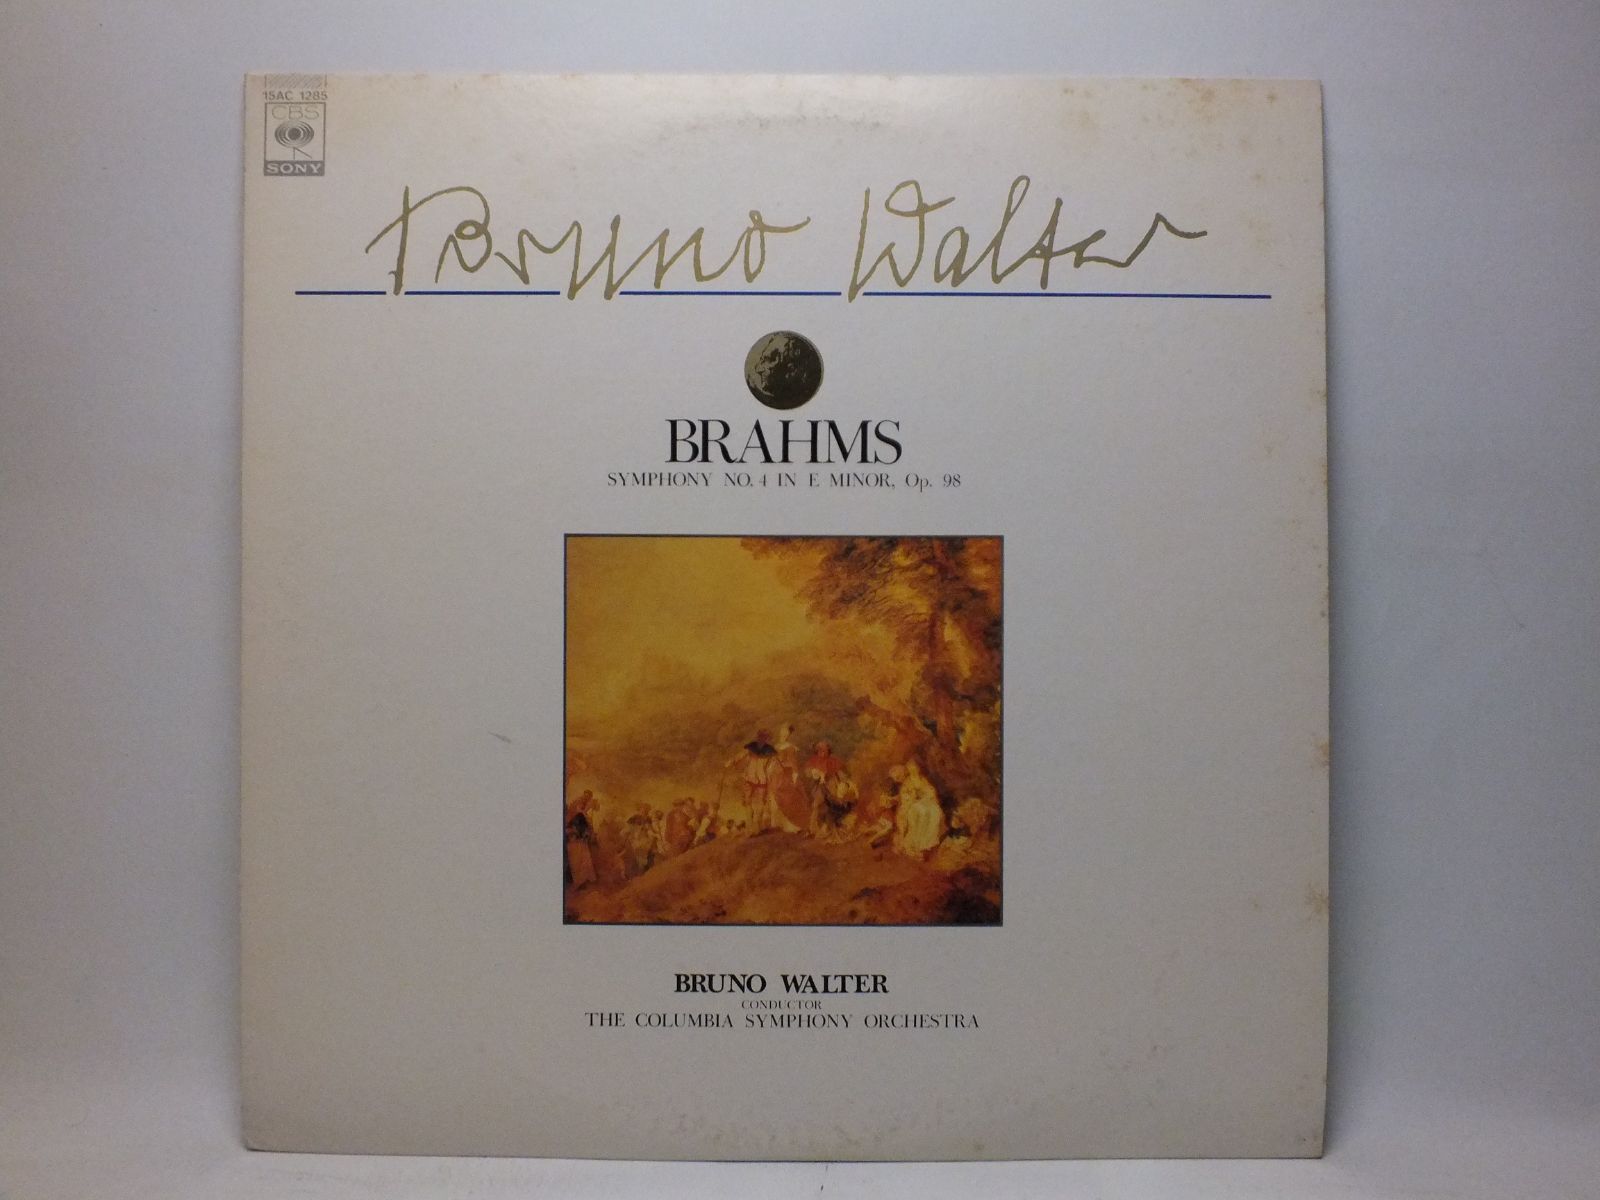 15AC 1285
CBS
SONY
Bruno Walter
BRAHMS
SYMPHONY NO. 4 IN E MINOR, Op. 98
BRUNO WALTER
CONDUCTOR
THE COLUMBIA SYMPHONY ORCHESTRA